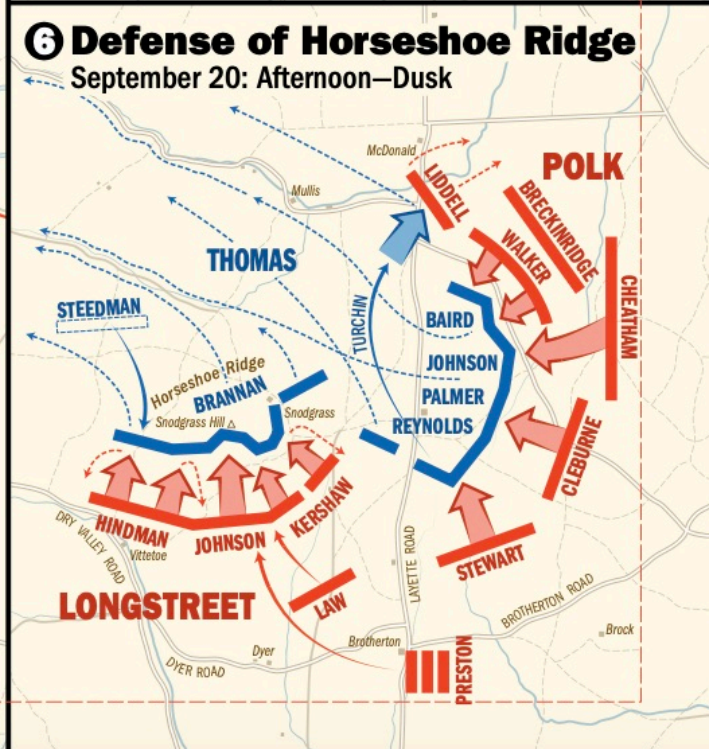 6 Defense of Horseshoe Ridge
September 20: Afternoon—Dusk
McDonald
POLK
LIDDELL
BRECKINRIDGE
Mullis
WALKER
THOMAS
CHEATHAM
STEEDMAN
TURCHIN
BAIRD
JOHNSON
Horseshoe Ridge
BRANNAN
PALMER
Snodgrass
Snodgrass Hill
REYNOLDS
CLEBURNE
KERSHAW
HINDMAN
JOHNSON
DRY VALLEY ROAD
Vittetoe
STEWART
LAYETTE ROAD
LONGSTREET
LAW
BROTHERTON ROAD
Brock
Brotherton
Dyer
DYER ROAD
PRESTON